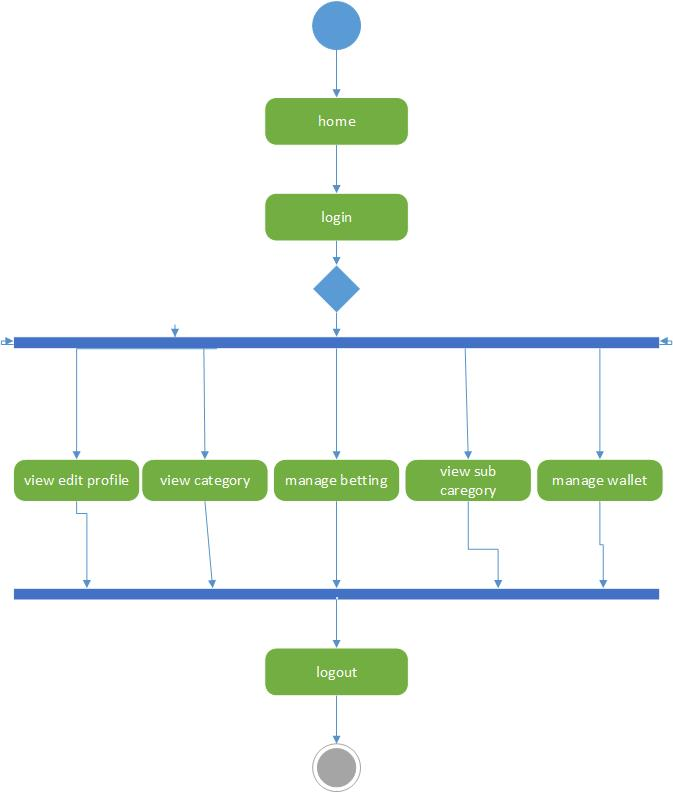 home
login
view edit profile
view category
manage betting
view sub
caregory
manage wallet
logout